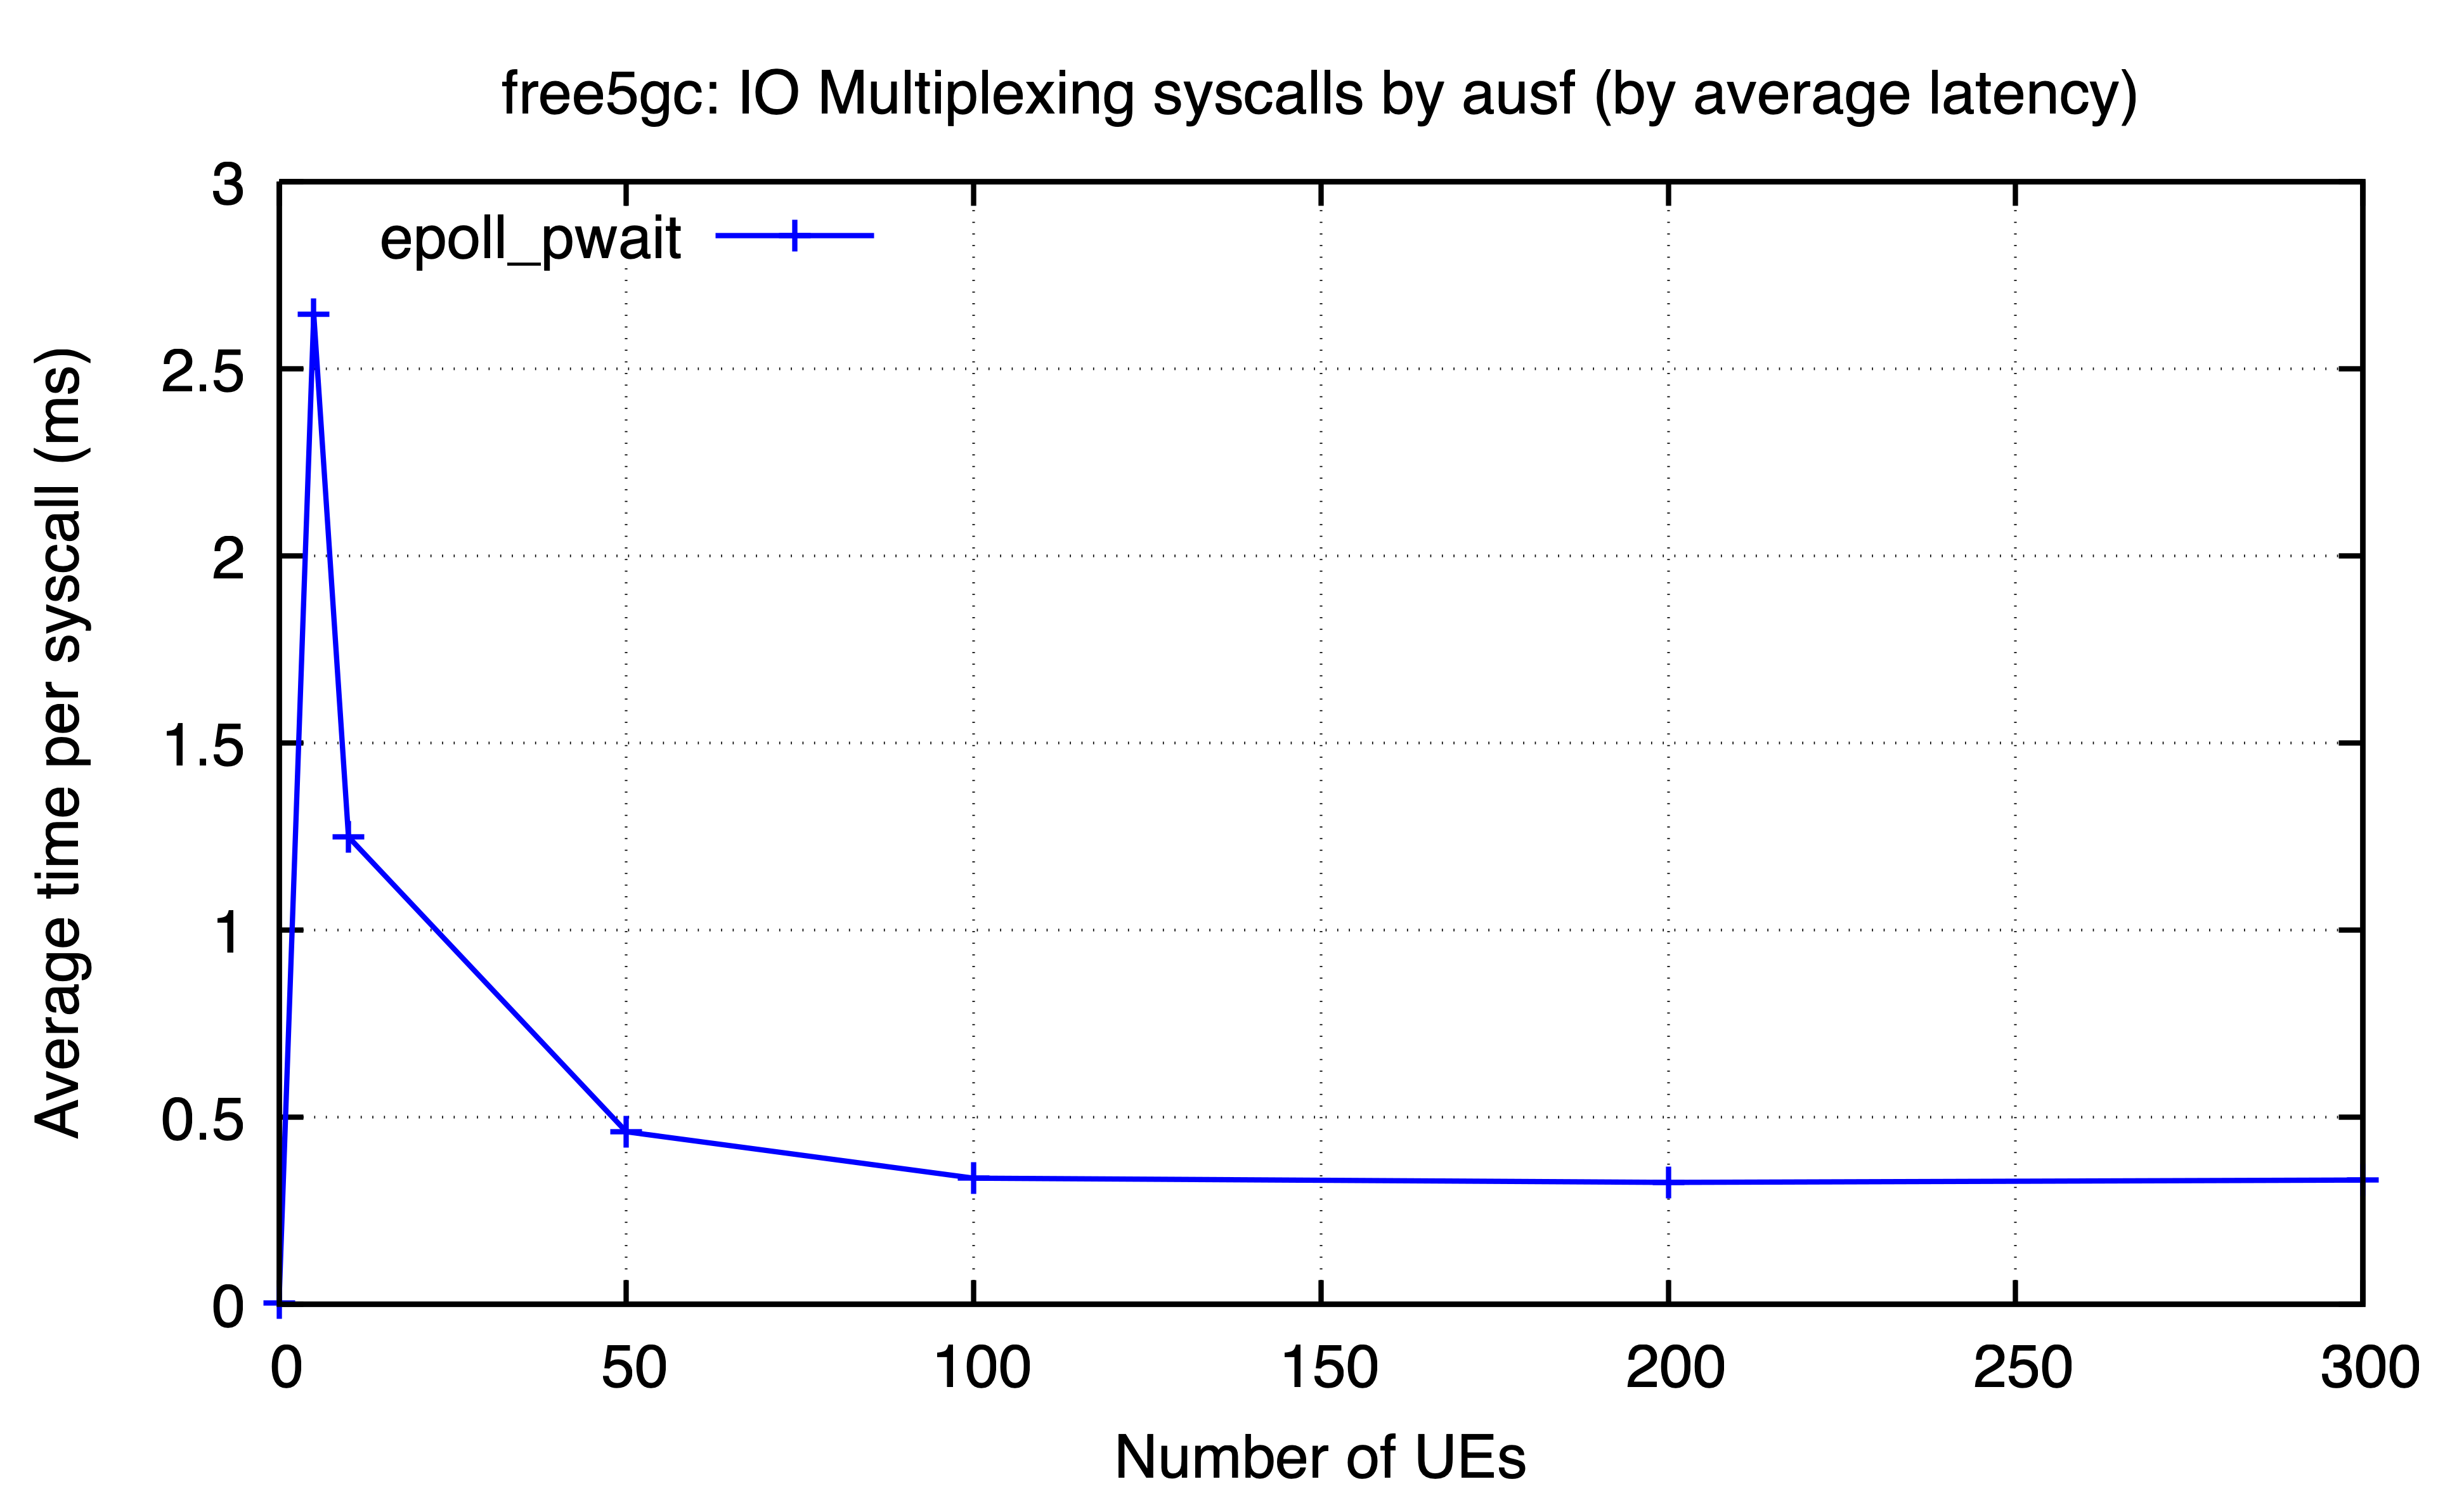 free5gc: IO Multiplexing syscalls by ausf (by average latency)
epoll_pwait
Average time per syscall (ms)
3
2.5
2
1.5
1
0.5
0
0 50 100 150 200 250 300
Number of UEs